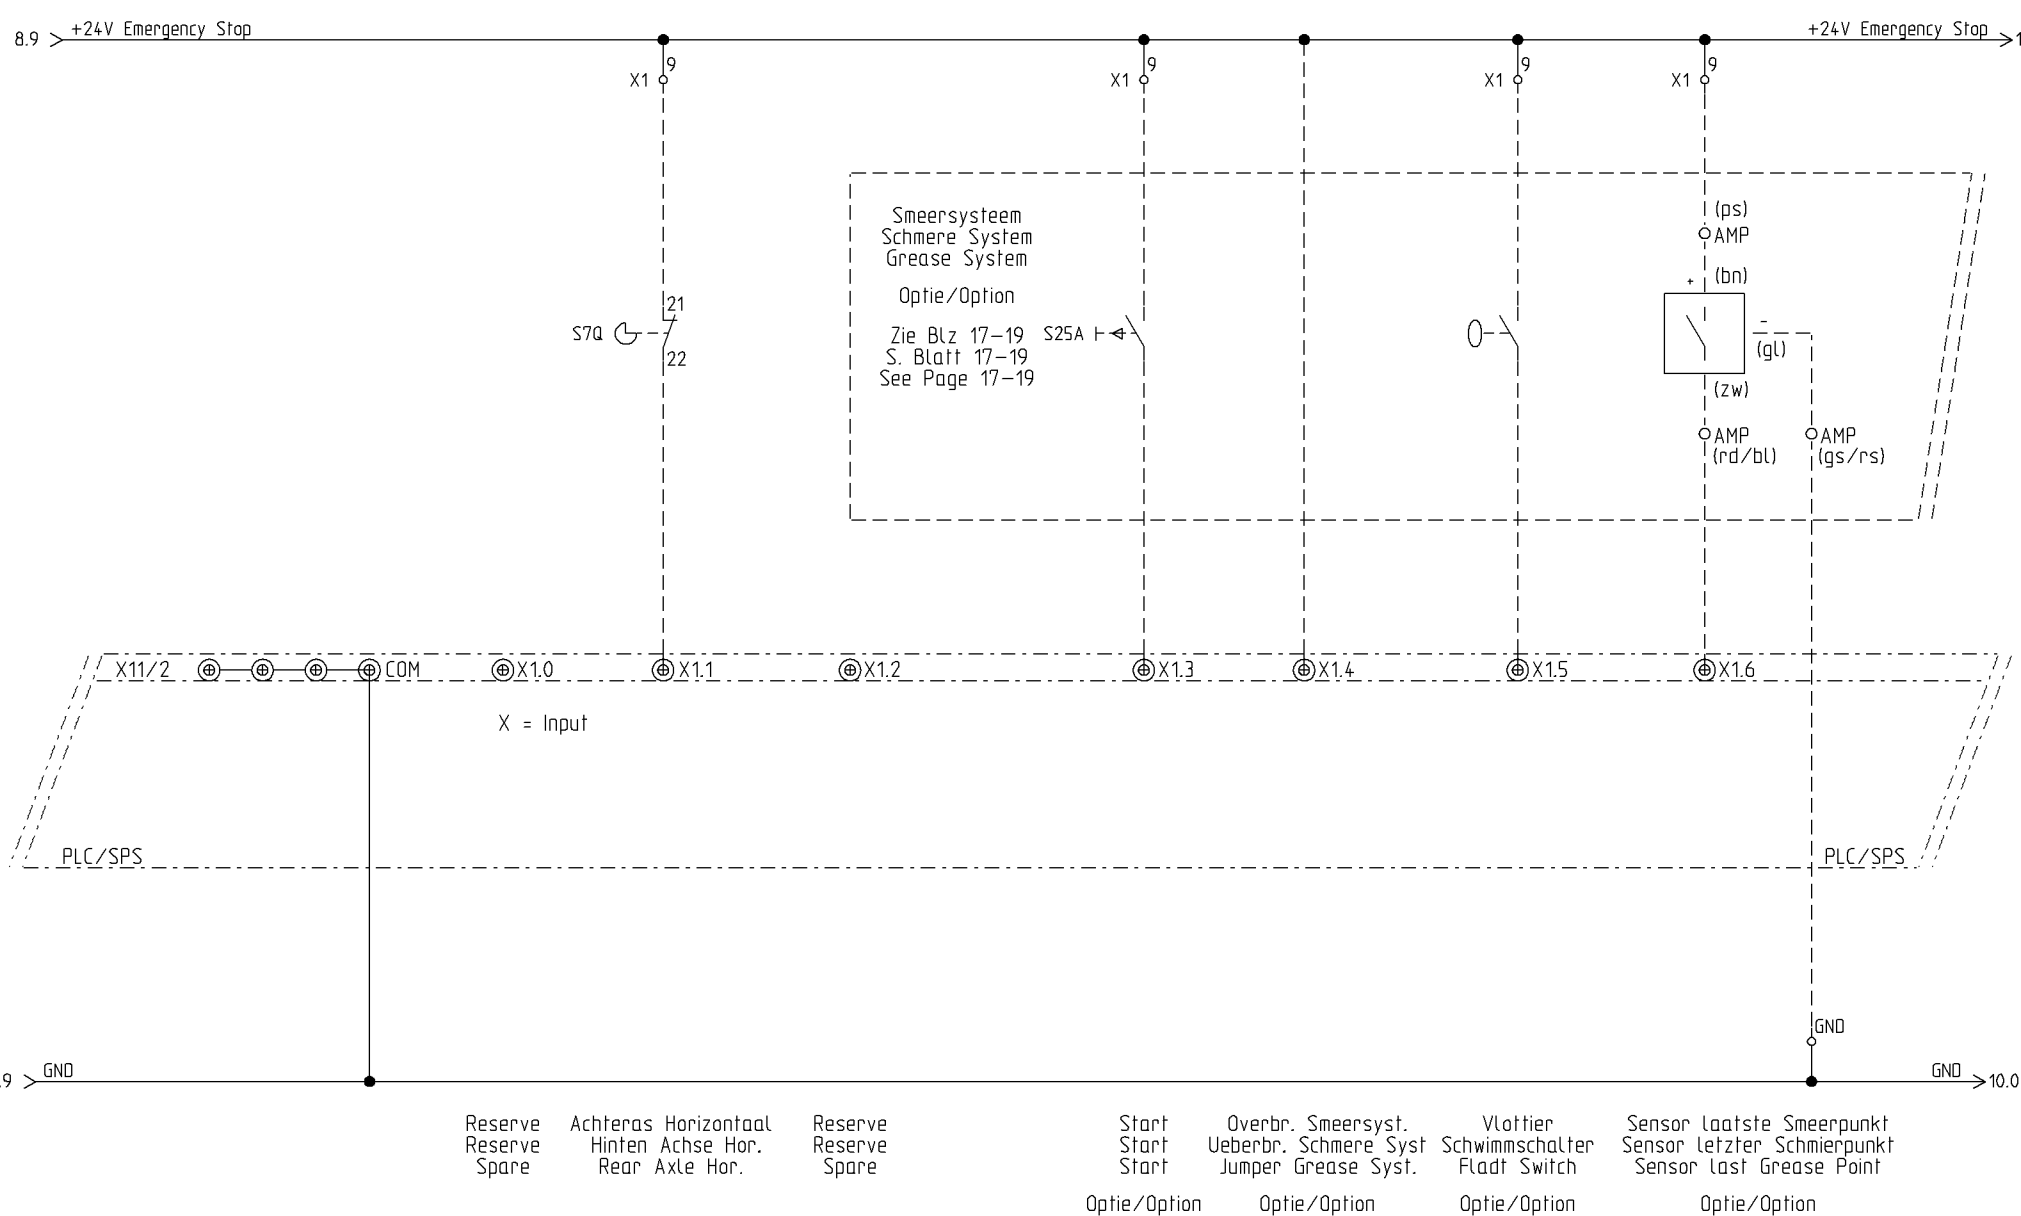 8.9 +24V Emergency Stop
+24V Emergency Stop 1
X1 9
X1 9
X1 9
X1 9
Smeersysteem
Schmere System
Grease System
Optie/Option
Zie Blz 17-19
S. Blatt 17-19
See Page 17-19
S7Q
21
22
S25A
(ps)
AMP
+ (bn)
-
(gl)
(zw)
AMP
(rd/bl)
AMP
(gs/rs)
X11/2 COM X1.0 X1.1 X1.2 X1.3 X1.4 X1.5 X1.6
X = Input
PLC/SPS PLC/SPS
GND
.9 GND
GND 10.0
Reserve
Reserve
Spare
Achteras Horizontaal
Hinten Achse Hor.
Rear Axle Hor.
Reserve
Reserve
Spare
Start
Start
Start
Optie/Option
Overbr. Smeersyst.
Ueberbr. Schmere Syst
Jumper Grease Syst.
Optie/Option
Vlottier
Schwimmschalter
Fladt Switch
Optie/Option
Sensor laatste Smeerpunkt
Sensor letzter Schmierpunkt
Sensor last Grease Point
Optie/Option